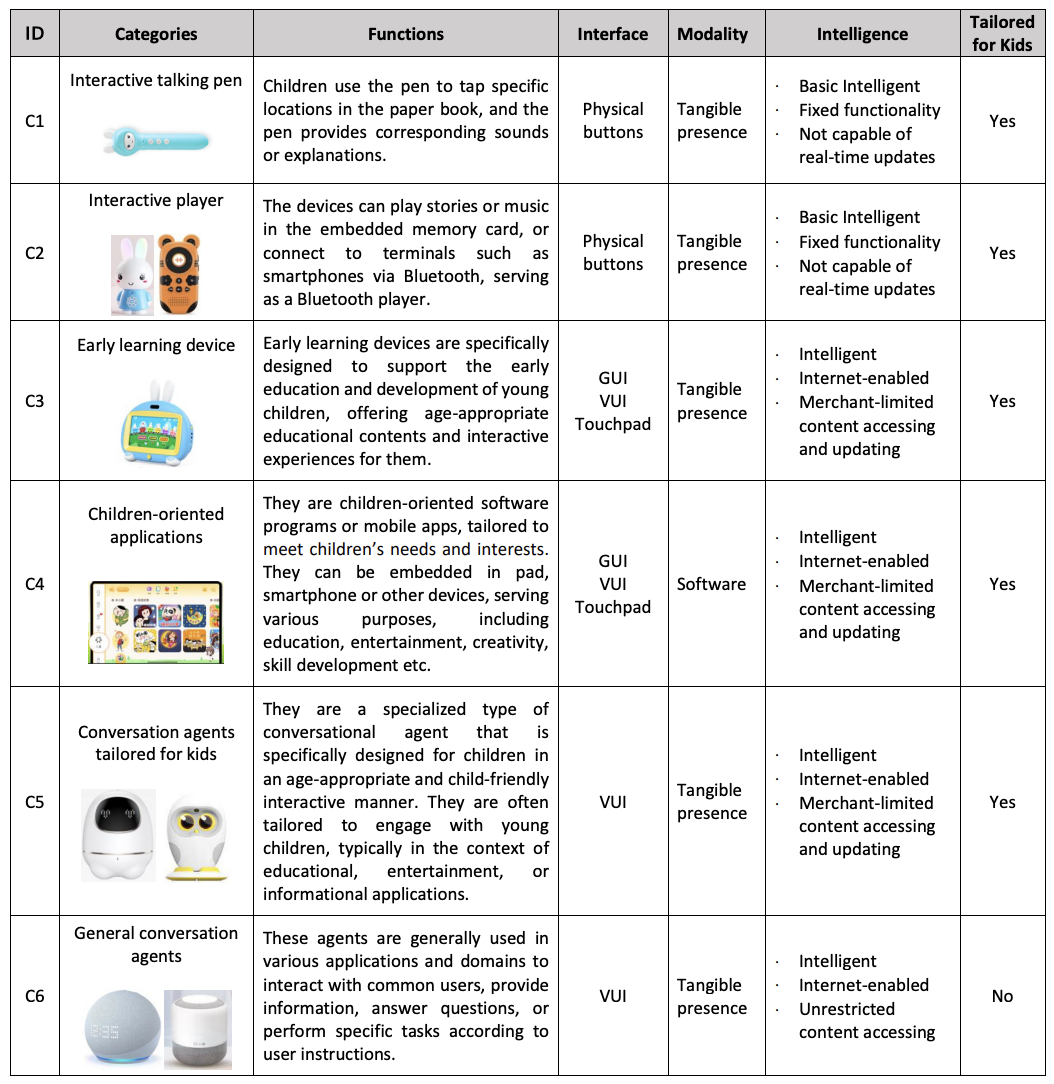 ID Categories Functions Interface Modality Intelligence Tailored for Kids
C1
Interactive talking pen
Children use the pen to tap specific
locations in the paper book, and the
pen provides corresponding sounds
or explanations.
Physical
buttons
Tangible
presence
· Basic Intelligent
· Fixed functionality
· Not capable of
real-time updates
Yes
C2
Interactive player
The devices can play stories or music
in the embedded memory card, or
connect to terminals such as
smartphones via Bluetooth, serving
as a Bluetooth player.
Physical
buttons
Tangible
presence
· Basic Intelligent
· Fixed functionality
· Not capable of
real-time updates
Yes
C3
Early learning device
Early learning devices are specifically
designed to support the early
education and development of young
children, offering age-appropriate
educational contents and interactive
experiences for them.
GUI
VUI
Touchpad
Tangible
presence
· Intelligent
· Internet-enabled
· Merchant-limited
content accessing
and updating
Yes
C4
Children-oriented
applications
They are children-oriented software
programs or mobile apps, tailored to
meet children’s needs and interests.
They can be embedded in pad,
smartphone or other devices, serving
various purposes, including
education, entertainment, creativity,
skill development etc.
GUI
VUI
Touchpad
Software
· Intelligent
· Internet-enabled
· Merchant-limited
content accessing
and updating
Yes
C5
Conversation agents
tailored for kids
They are a specialized type of
conversational agent that is
specifically designed for children in
an age-appropriate and child-friendly
interactive manner. They are often
tailored to engage with young
children, typically in the context of
educational, entertainment, or
informational applications.
VUI
Tangible
presence
· Intelligent
· Internet-enabled
· Merchant-limited
content accessing
and updating
Yes
C6
General conversation
agents
These agents are generally used in
various applications and domains to
interact with common users, provide
information, answer questions, or
perform specific tasks according to
user instructions.
VUI
Tangible
presence
· Intelligent
· Internet-enabled
· Unrestricted
content accessing
No